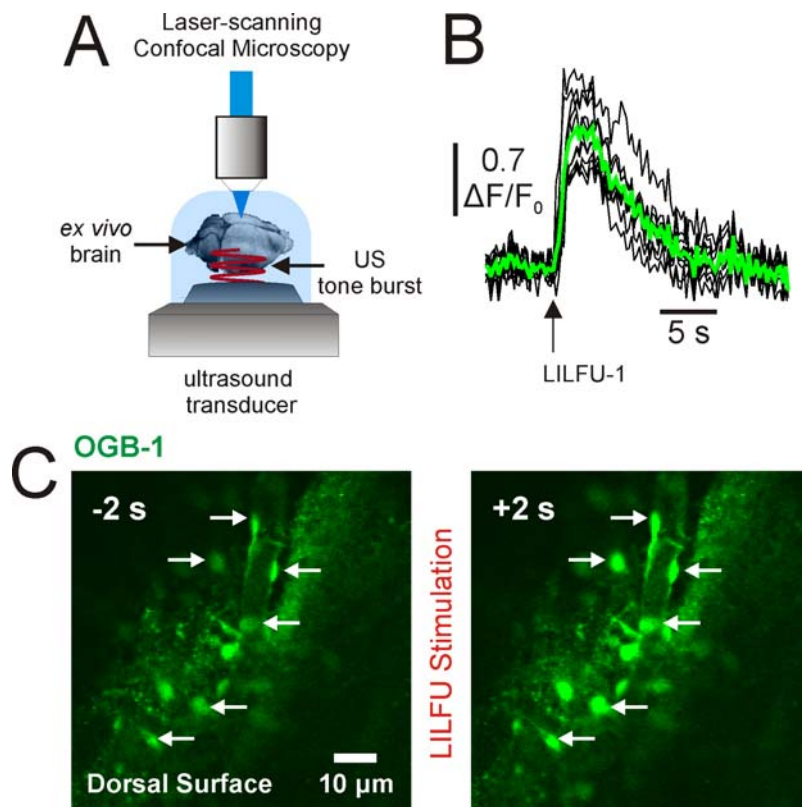 A
Laser-scanning
Confocal Microscopy
ex vivo
brain
US
tone burst
ultrasound
transducer
B
0.7
ΔF/F₀
5 s
LILFU-1
C
OGB-1
-2 s
Dorsal Surface
10 µm
LILFU Stimulation
+2 s